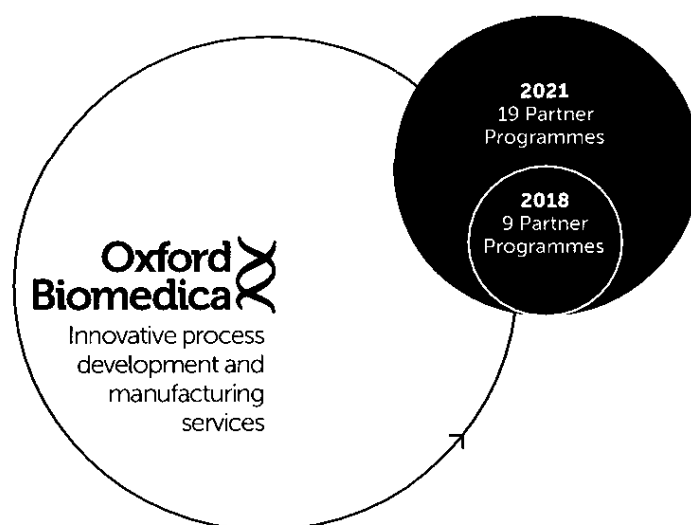 2021
19 Partner
Programmes
2018
9 Partner
Programmes
Oxford
Biomedica
Innovative process
development and
manufacturing
services